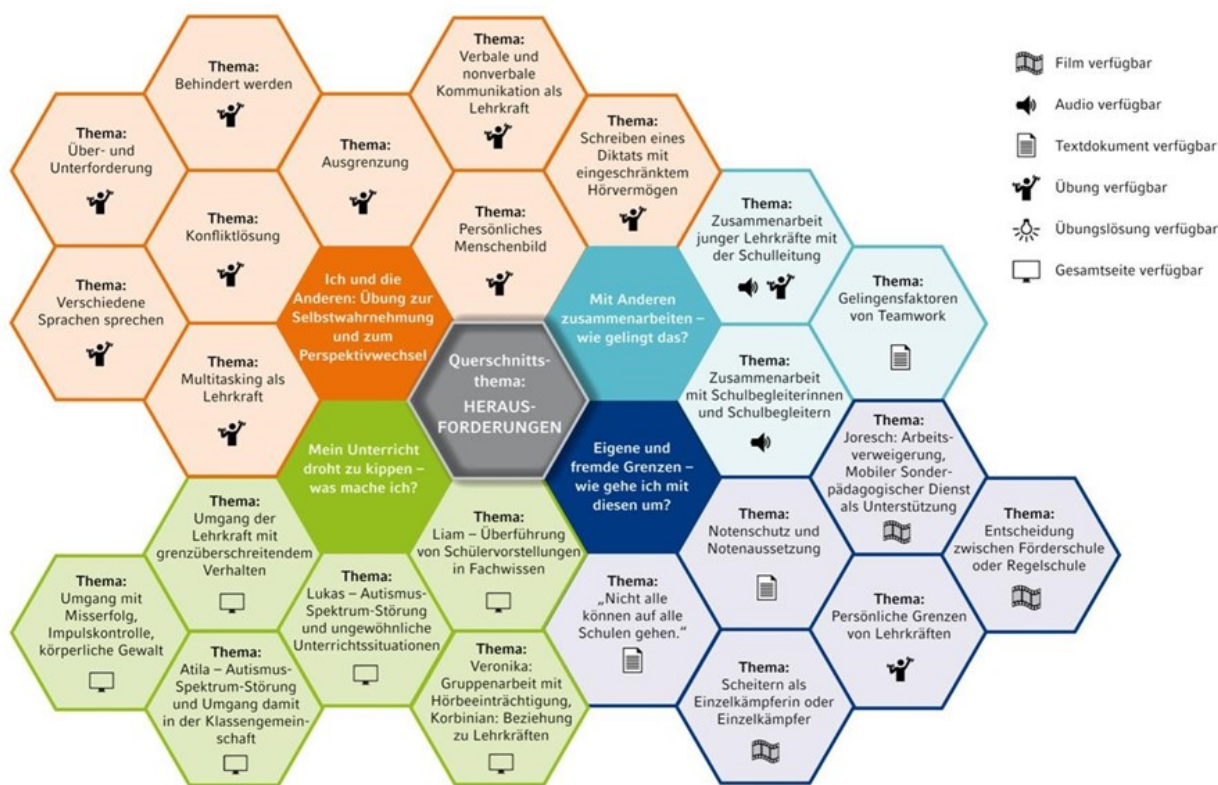 Thema:
Behindert werden
Thema:
Verbale und
nonverbale
Kommunikation als
Lehrkraft
Thema:
Über- und
Unterforderung
Thema:
Ausgrenzung
Thema:
Schreiben eines
Diktats mit
eingeschränktem
Hörvermögen
Thema:
Konfliktlösung
Thema:
Persönliches
Menschenbild
Thema:
Verschiedene
Sprachen sprechen
Thema:
Multitasking als
Lehrkraft
Ich und die
Anderen: Übung zur
Selbstwahrnehmung
und zum
Perspektivwechsel
Mit Anderen
zusammenarbeiten –
wie gelingt das?
Thema:
Zusammenarbeit
junger Lehrkräfte mit
der Schulleitung
Thema:
Gelingensfaktoren
von Teamwork
Thema:
Zusammenarbeit
mit Schulbegleiterinnen
und Schulbegleitern
Querschnitts-
thema:
HERAUS-
FORDERUNGEN
Mein Unterricht
droht zu kippen –
was mache ich?
Eigene und
fremde Grenzen –
wie gehe ich mit
diesen um?
Thema:
Joresch: Arbeits-
verweigerung,
Mobiler Sonder-
pädagogischer Dienst
als Unterstützung
Thema:
Umgang der
Lehrkraft mit
grenzüberschreitendem
Verhalten
Thema:
Liam – Überführung
von Schülervorstellungen
in Fachwissen
Thema:
Notenschutz und
Notenaussetzung
Thema:
Entscheidung
zwischen Förderschule
oder Regelschule
Thema:
Umgang mit
Misserfolg,
Impulskontrolle,
körperliche Gewalt
Thema:
Lukas – Autismus-
Spektrum-Störung
und ungewöhnliche
Unterrichtssituationen
Thema:
„Nicht alle
können auf alle
Schulen gehen.“
Thema:
Persönliche Grenzen
von Lehrkräften
Thema:
Atila – Autismus-
Spektrum-Störung
und Umgang damit
in der Klassengemein-
schaft
Thema:
Veronika:
Gruppenarbeit mit
Hörbeeinträchtigung,
Korbinian: Beziehung
zu Lehrkräften
Thema:
Scheitern als
Einzelkämpferin oder
Einzelkämpfer
Film verfügbar
Audio verfügbar
Textdokument verfügbar
Übung verfügbar
Übungslösung verfügbar
Gesamtseite verfügbar